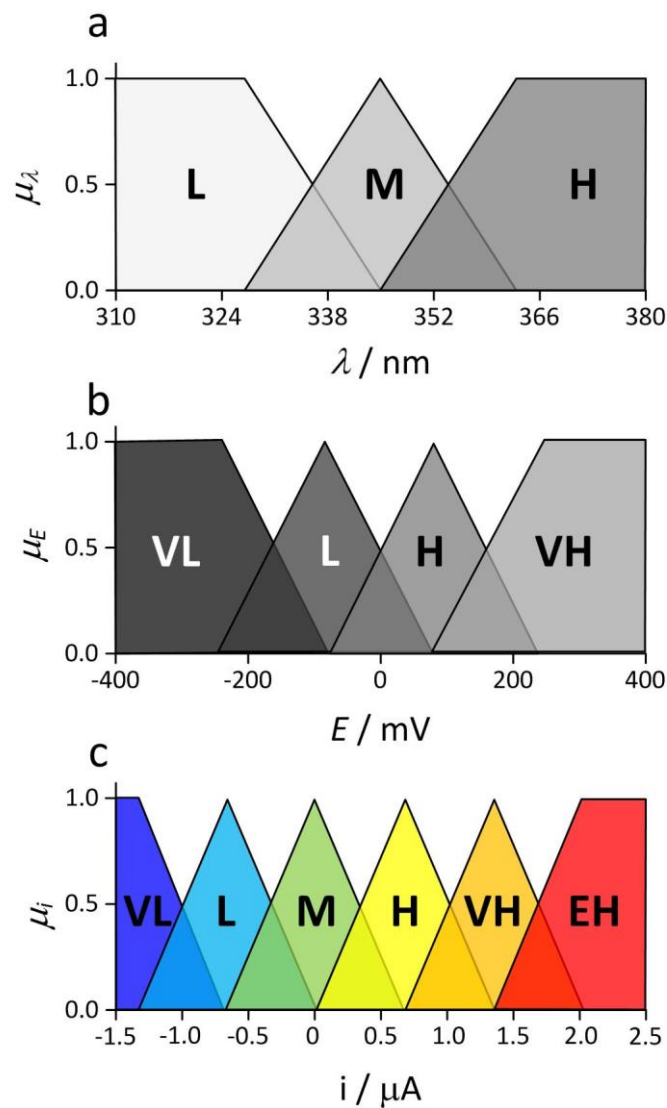 a
1.0
0.5
0.0
μλ
L M H
310 324 338 352 366 380
λ / nm
b
1.0
0.5
0.0
μE
VL L H VH
-400 -200 0 200 400
E / mV
c
1.0
0.5
0.0
μi
VL L M H VH EH
-1.5 -1.0 -0.5 0 0.5 1.0 1.5 2.0 2.5
i / μA